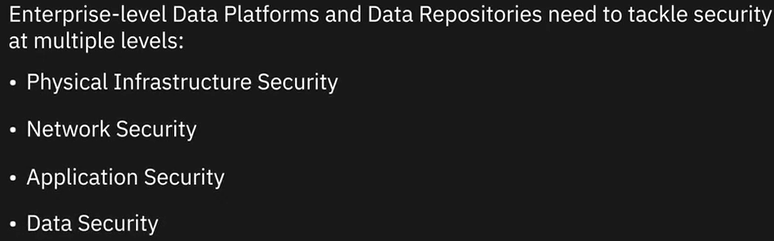 Enterprise-level Data Platforms and Data Repositories need to tackle security
at multiple levels:
• Physical Infrastructure Security
• Network Security
• Application Security
• Data Security